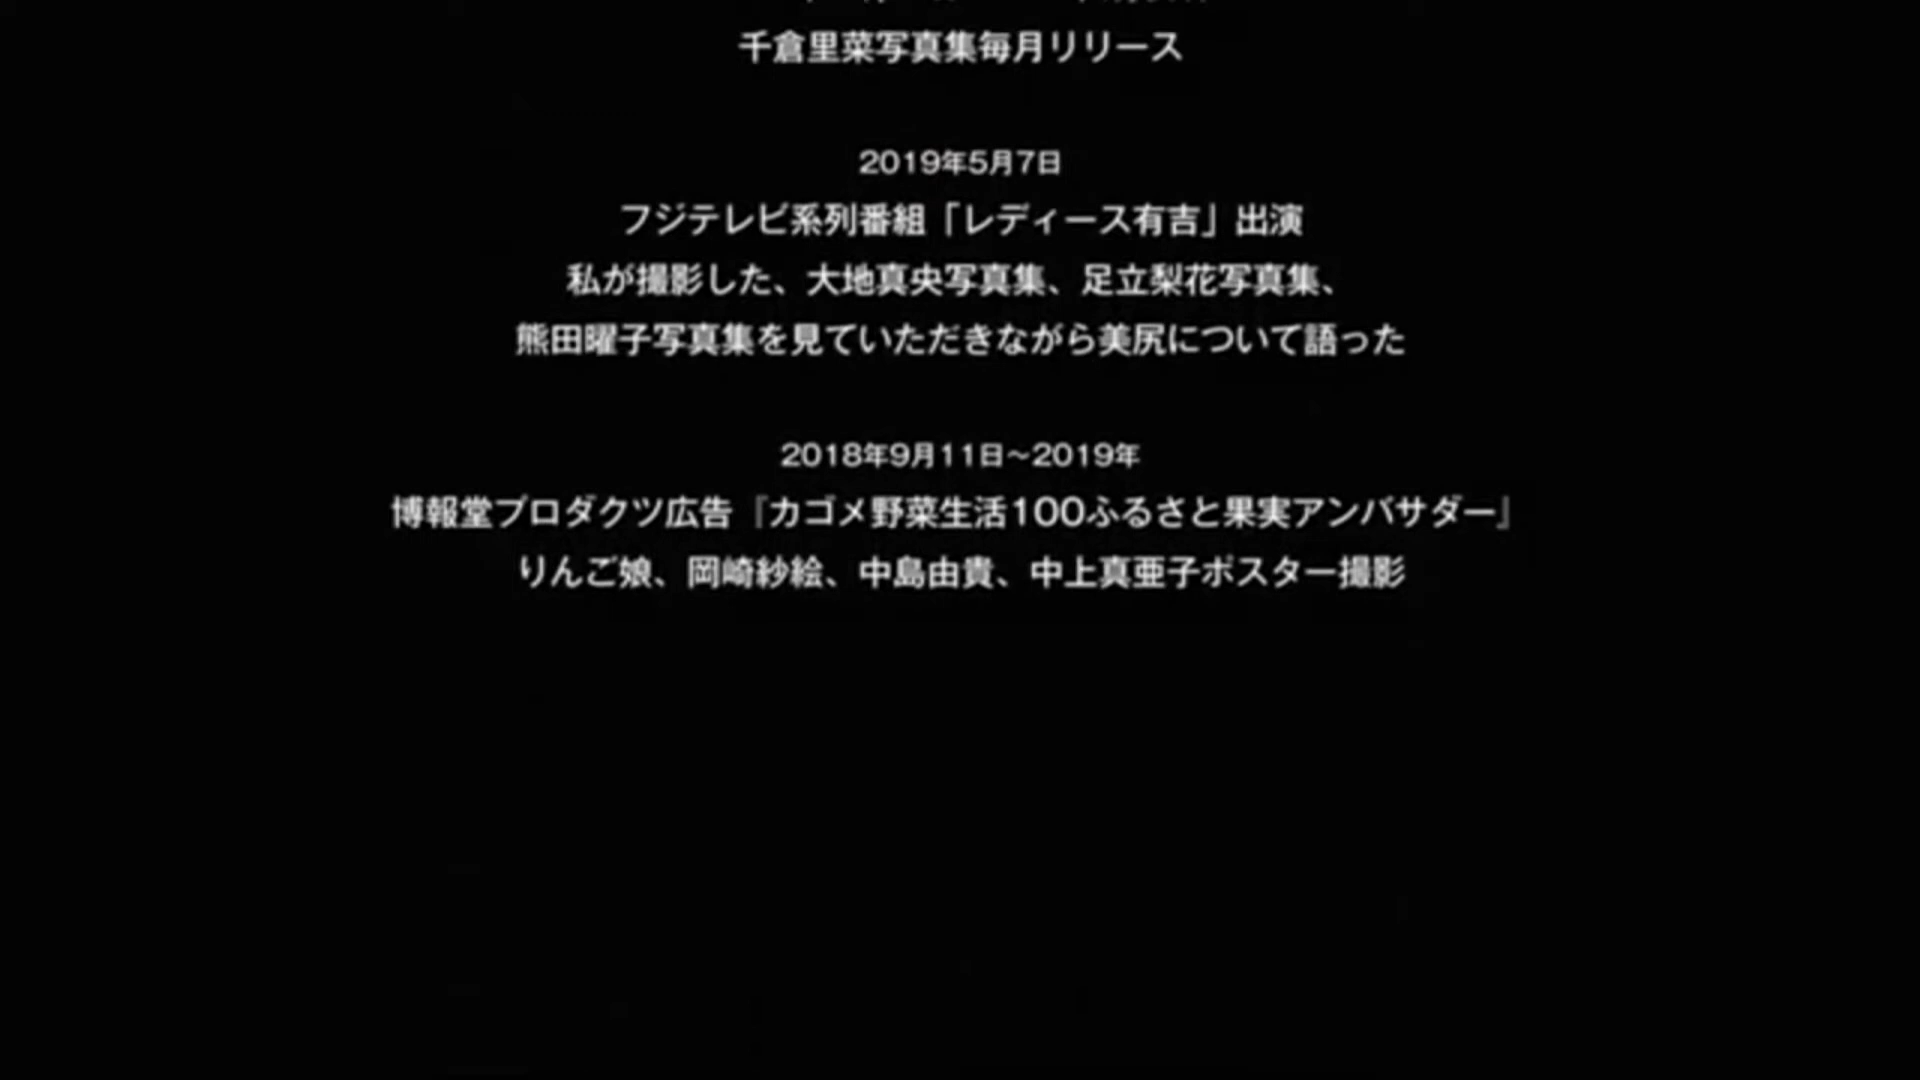 千倉里菜写真集毎月リリース
2019年5月7日
フジテレビ系列番組「レディース有吉」出演
私が撮影した、大地真央写真集、足立梨花写真集、
熊田曜子写真集を見ていただきながら美尻について語った
2018年9月11日～2019年
博報堂プロダクツ広告『カゴメ野菜生活100ふるさと果実アンバサダー』
りんご娘、岡崎紗絵、中島由貴、中上真亜子ポスター撮影